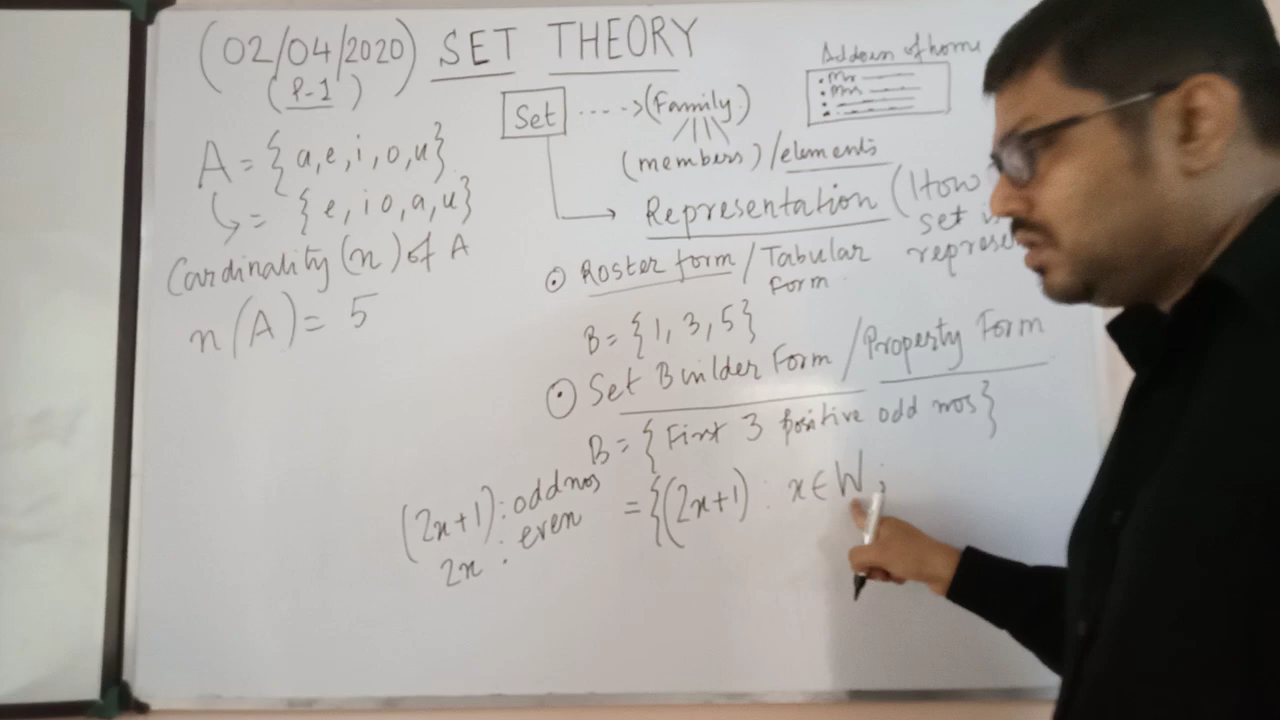 (02/04/2020) SET THEORY
(P-1)
A = {a, e, i, o, u}
= {e, i o, a, u}
Cardinality (n) of A
n(A) = 5
Set ----> (Family)
(members) / elements
of home
Representation (How
set is
represe
⊙ Roster form / Tabular
Form
B = {1, 3, 5}
⊙ Set Builder Form / Property Form
B = {First 3 positive odd nos}
= {(2x+1) : x ∈ W ;
(2x+1) : odd nos
2x : even